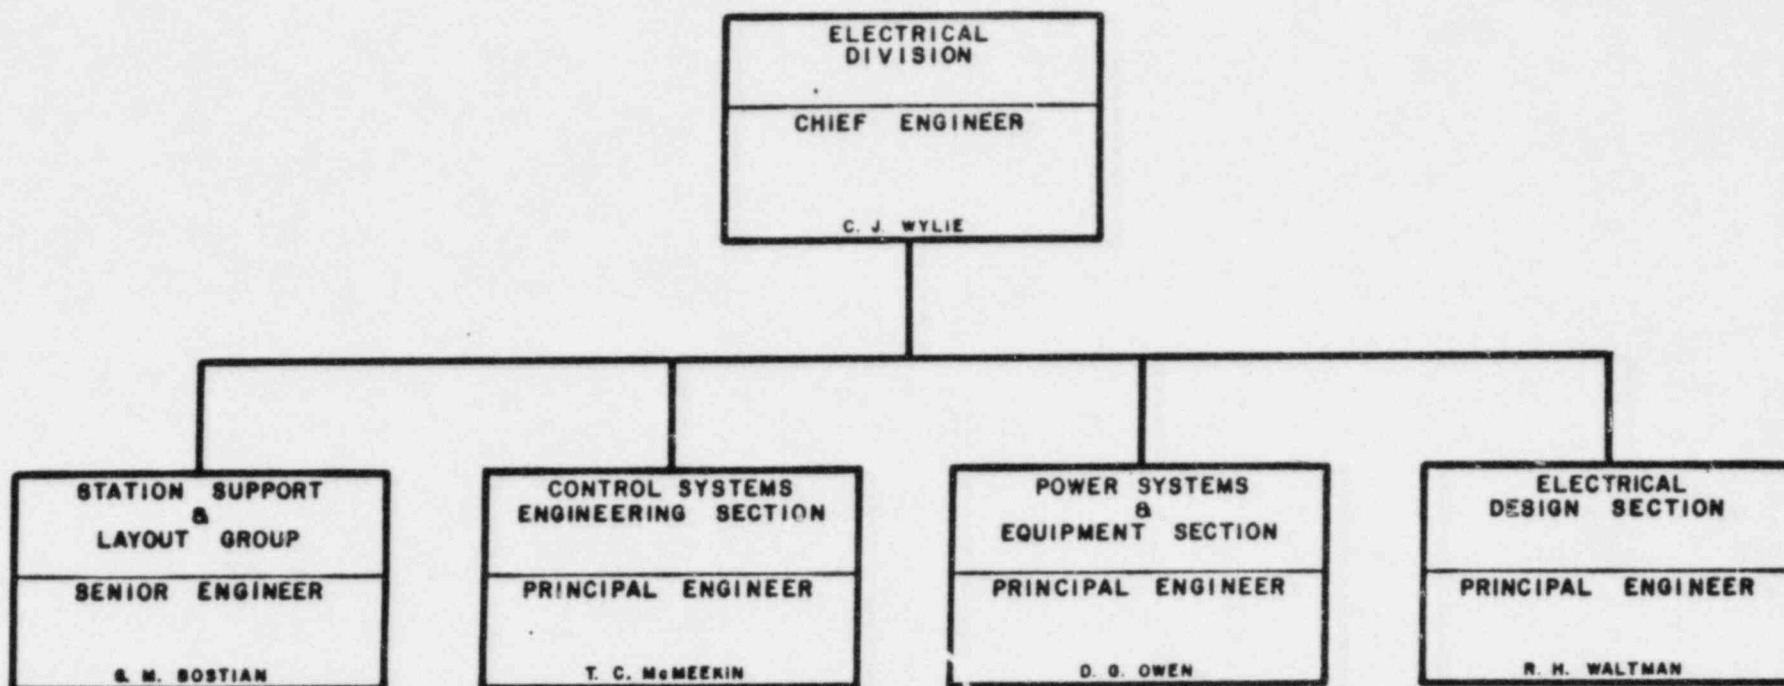 ELECTRICAL
DIVISION
CHIEF ENGINEER
C. J. WYLIE
STATION SUPPORT
&
LAYOUT GROUP
SENIOR ENGINEER
M. BOSTIAN
CONTROL SYSTEMS
ENGINEERING SECTION
PRINCIPAL ENGINEER
T. C. McMEEKIN
POWER SYSTEMS
&
EQUIPMENT SECTION
PRINCIPAL ENGINEER
D. G. OWEN
ELECTRICAL
DESIGN SECTION
PRINCIPAL ENGINEER
R. H. WALTMAN